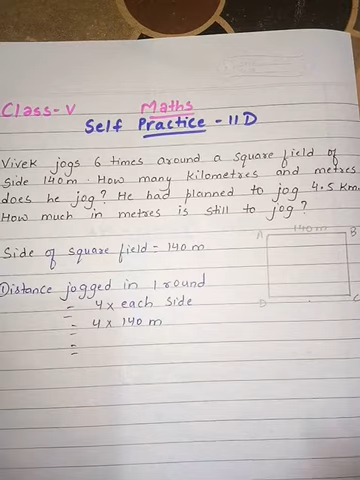 Class-V Maths
Self Practice - 11D
Vivek jogs 6 times around a square field of
side 140m. How many kilometres and metres
does he jog? He had planned to jog 4.5 Km.
How much in metres is still to jog?
Side of square field = 140 m
140m
A B
D C
① Distance jogged in 1 round
= 4 x each side
= 4 x 140 m
=
=